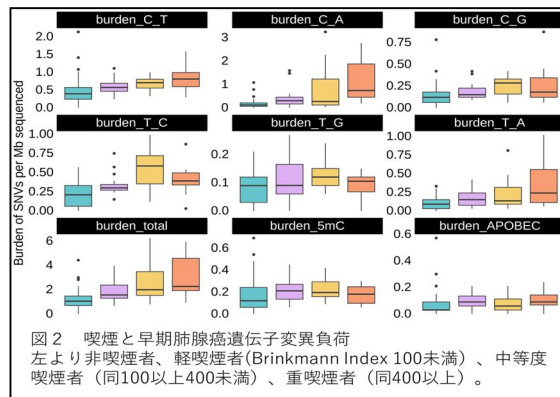 burden_C_T burden_C_A burden_C_G
2.0 1.5 1.0 0.5 0.0
3 2 1 0
0.75 0.50 0.25 0.00
burden_T_C burden_T_G burden_T_A
1.00 0.75 0.50 0.25 0.00
0.2 0.1 0.0
1.00 0.75 0.50 0.25 0.00
burden_total burden_5mC burden_APOBEC
6 4 2 0
0.6 0.4 0.2 0.0
0.6 0.4 0.2 0.0
Burden of SNVs per Mb sequenced
図２　喫煙と早期肺腺癌遺伝子変異負荷
左より非喫煙者、軽喫煙者(Brinkmann Index 100未満）、中等度
喫煙者（同100以上400未満）、重喫煙者（同400以上）。